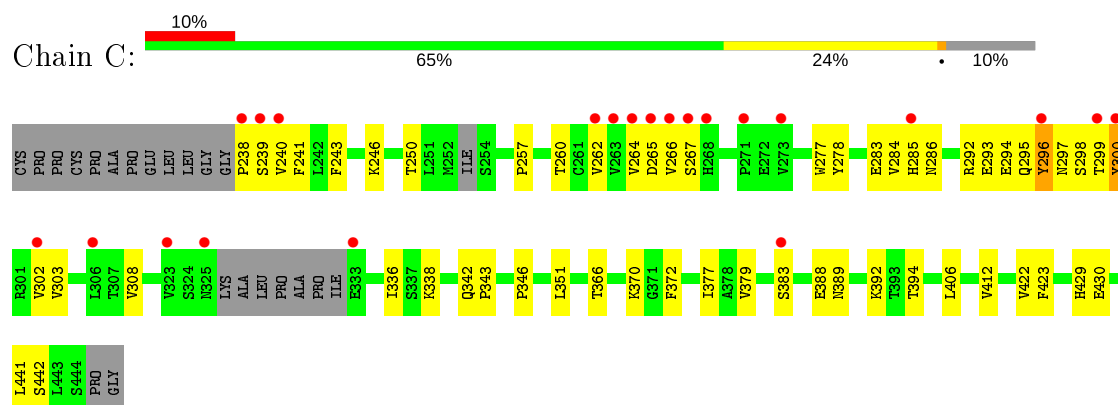 10%
Chain C:
65% 24% • 10%
CYS PRO PRO CYS PRO ALA PRO GLU LEU LEU GLY GLY P238 S239 V240 F241 L242 F243 K246 T250 L251 M252 ILE S254 P257 T260 C261 V262 V263 V264 D265 V266 S267 H268 P271 E272 V273 W277 Y278 E283 V284 H285 N286 R292 E293 E294 Q295 Y296 N297 S298 T299 Y300
R301 V302 V303 L306 T307 V308 V323 S324 N325 LYS ALA LEU PRO ALA PRO ILE E333 I336 S337 K338 Q342 P343 P346 L351 T366 K370 G371 F372 I377 A378 V379 S383 E388 N389 K392 T393 T394 L406 V412 V422 F423 H429 E430
L441 S442 L443 S444 PRO GLY